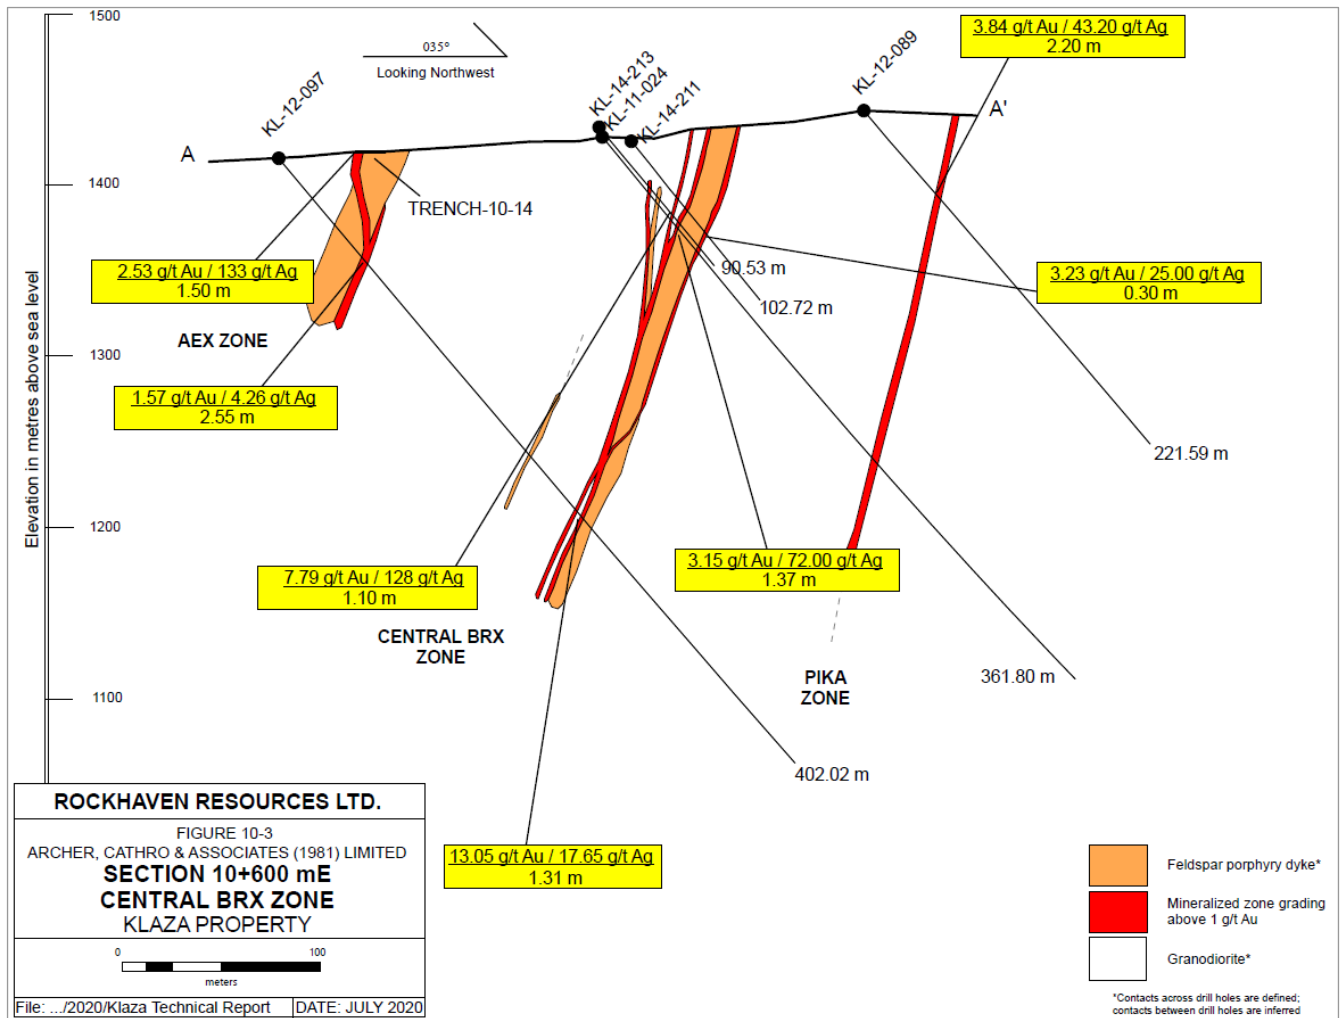 1500
3.84 g/t Au / 43.20 g/t Ag
2.20 m
035°
Looking Northwest
KL-12-097
KL-14-213
KL-11-024
KL-14-211
KL-12-089
A
A'
1400
TRENCH-10-14
2.53 g/t Au / 133 g/t Ag
1.50 m
90.53 m
3.23 g/t Au / 25.00 g/t Ag
0.30 m
102.72 m
AEX ZONE
1300
1.57 g/t Au / 4.26 g/t Ag
2.55 m
Elevation in metres above sea level
221.59 m
1200
3.15 g/t Au / 72.00 g/t Ag
1.37 m
7.79 g/t Au / 128 g/t Ag
1.10 m
CENTRAL BRX
ZONE
PIKA
ZONE
361.80 m
1100
402.02 m
ROCKHAVEN RESOURCES LTD.
FIGURE 10-3
ARCHER, CATHRO & ASSOCIATES (1981) LIMITED
SECTION 10+600 mE
CENTRAL BRX ZONE
KLAZA PROPERTY
0 100
meters
File: .../2020/Klaza Technical Report DATE: JULY 2020
13.05 g/t Au / 17.65 g/t Ag
1.31 m
Feldspar porphyry dyke*
Mineralized zone grading
above 1 g/t Au
Granodiorite*
*Contacts across drill holes are defined;
contacts between drill holes are inferred